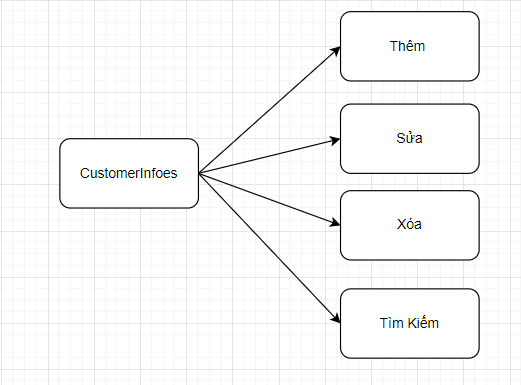 Thêm
Sửa
CustomerInfoes
Xóa
Tìm Kiếm